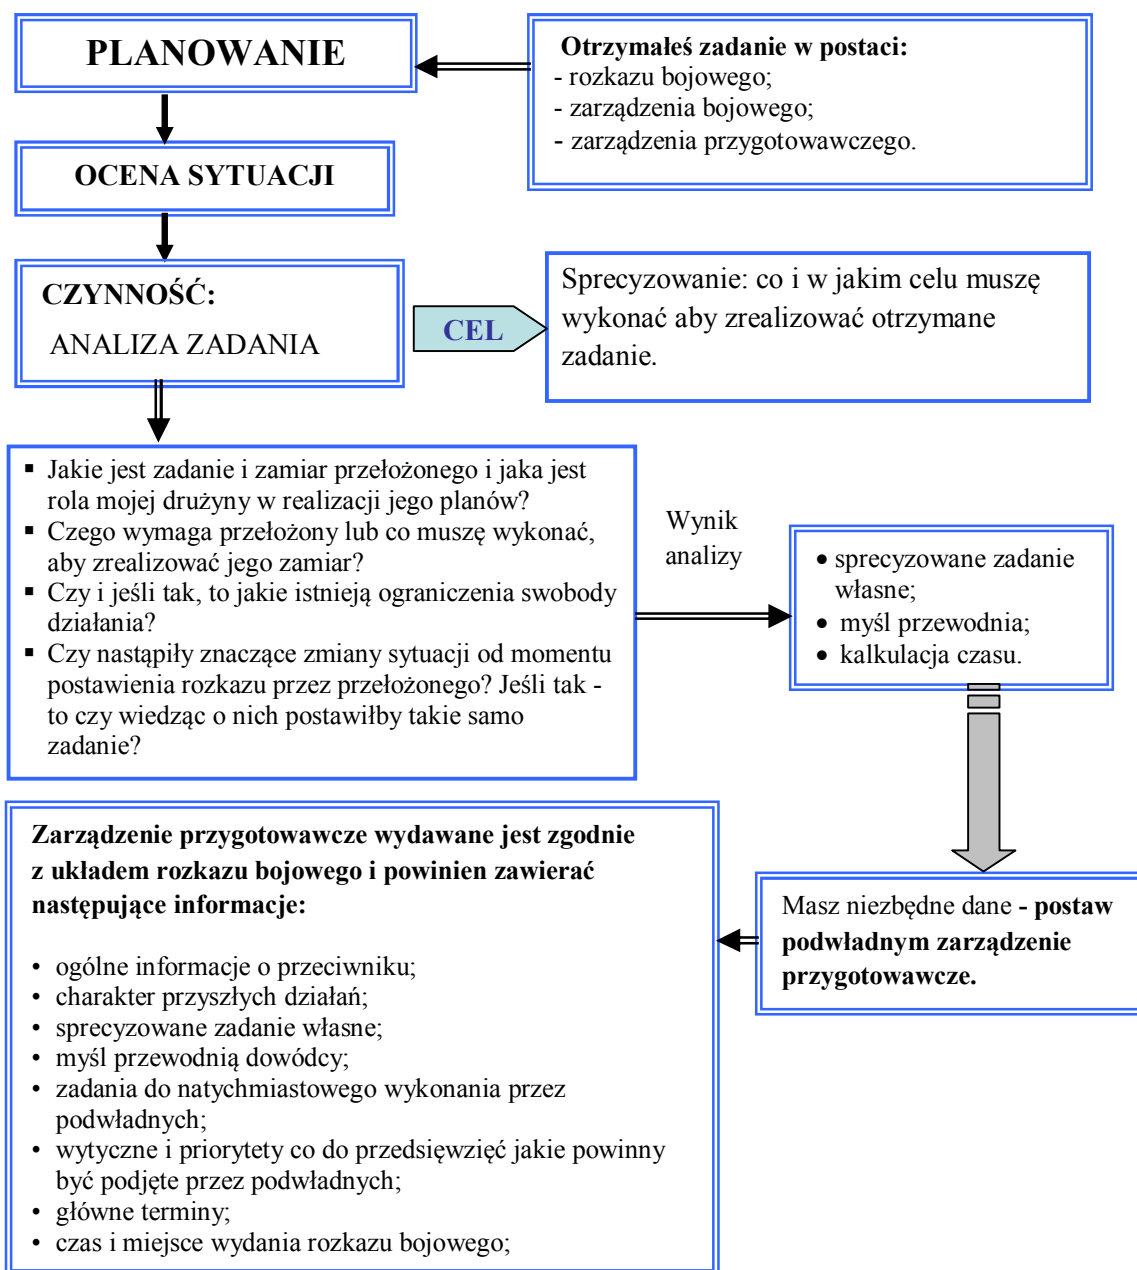 PLANOWANIE
Otrzymałeś zadanie w postaci:
- rozkazu bojowego;
- zarządzenia bojowego;
- zarządzenia przygotowawczego.
OCENA SYTUACJI
CZYNNOŚĆ:
ANALIZA ZADANIA
CEL
Sprecyzowanie: co i w jakim celu muszę
wykonać aby zrealizować otrzymane
zadanie.
▪ Jakie jest zadanie i zamiar przełożonego i jaka jest
rola mojej drużyny w realizacji jego planów?
▪ Czego wymaga przełożony lub co muszę wykonać,
aby zrealizować jego zamiar?
▪ Czy i jeśli tak, to jakie istnieją ograniczenia swobody
działania?
▪ Czy nastąpiły znaczące zmiany sytuacji od momentu
postawienia rozkazu przez przełożonego? Jeśli tak -
to czy wiedząc o nich postawiłby takie samo
zadanie?
Wynik
analizy
• sprecyzowane zadanie
własne;
• myśl przewodnia;
• kalkulacja czasu.
Masz niezbędne dane - postaw
podwładnym zarządzenie
przygotowawcze.
Zarządzenie przygotowawcze wydawane jest zgodnie
z układem rozkazu bojowego i powinien zawierać
następujące informacje:
• ogólne informacje o przeciwniku;
• charakter przyszłych działań;
• sprecyzowane zadanie własne;
• myśl przewodnią dowódcy;
• zadania do natychmiastowego wykonania przez
podwładnych;
• wytyczne i priorytety co do przedsięwzięć jakie powinny
być podjęte przez podwładnych;
• główne terminy;
• czas i miejsce wydania rozkazu bojowego;